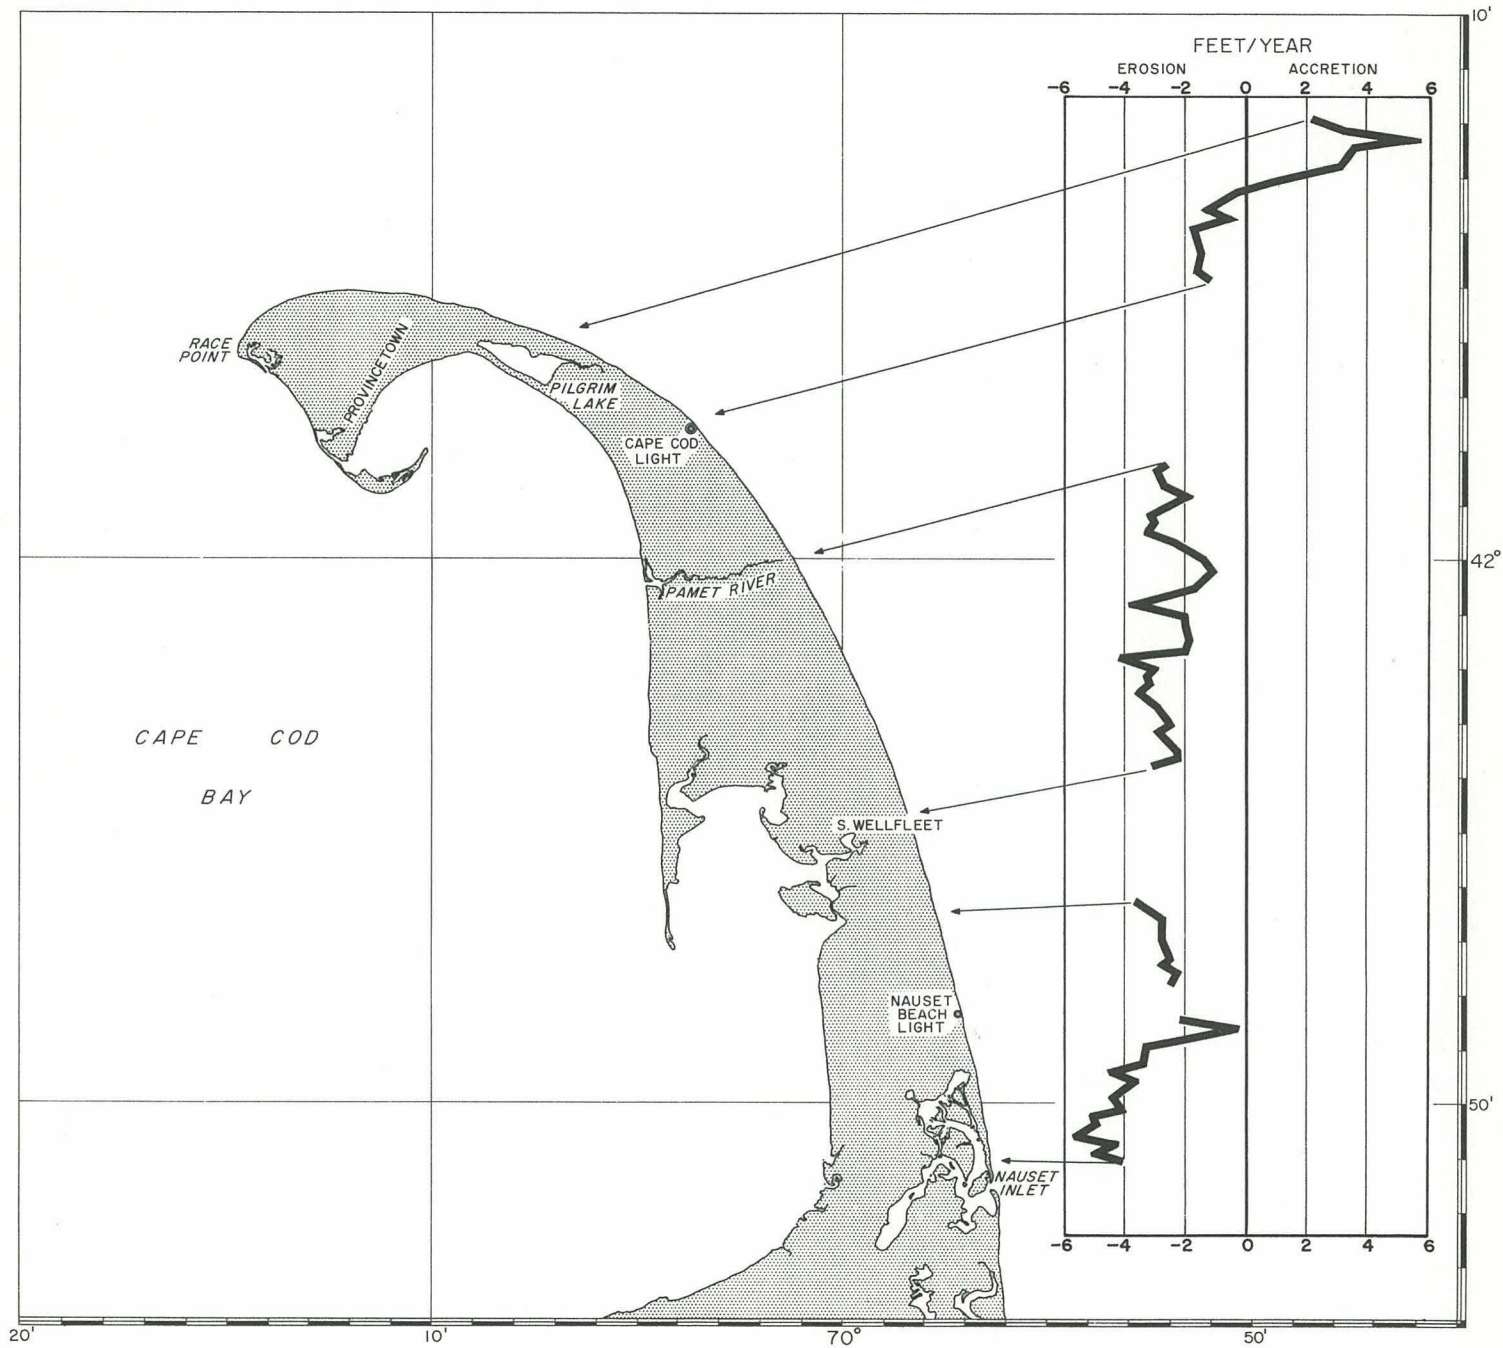 10'
FEET/YEAR
EROSION ACCRETION
-6 -4 -2 0 2 4 6
RACE
POINT
PROVINCETOWN
PILGRIM
LAKE
CAPE COD
LIGHT
42°
PAMET RIVER
CAPE COD
BAY
S. WELLFLEET
NAUSET
BEACH
LIGHT
50'
NAUSET
INLET
-6 -4 -2 0 2 4 6
20' 10' 70° 50'